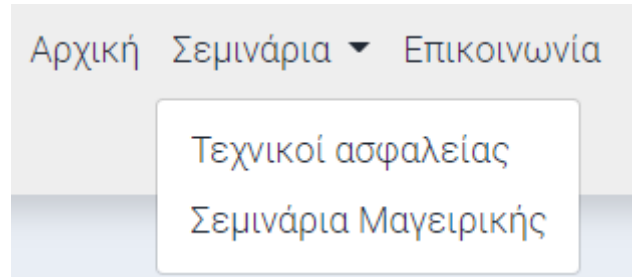 Αρχική Σεμινάρια Επικοινωνία
Τεχνικοί ασφαλείας
Σεμινάρια Μαγειρικής